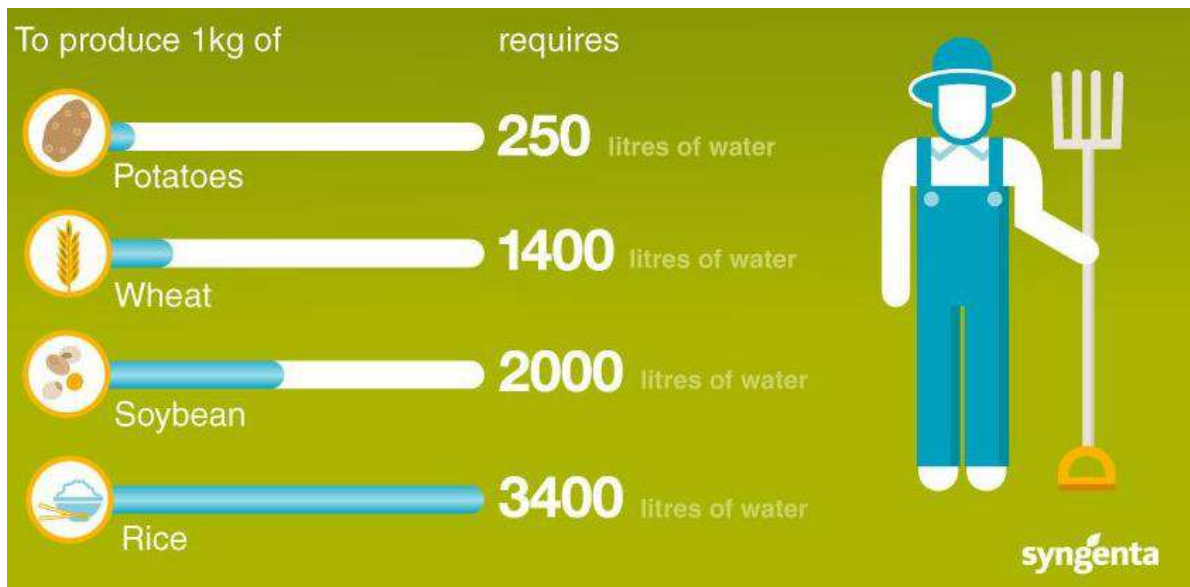 To produce 1kg of requires
250 litres of water
Potatoes
1400 litres of water
Wheat
2000 litres of water
Soybean
3400 litres of water
Rice
syngenta